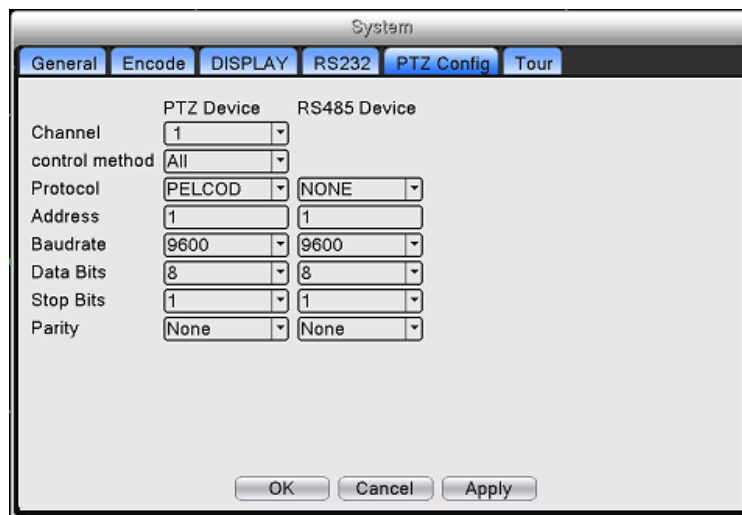 System
General Encode DISPLAY RS232 PTZ Config Tour
PTZ Device RS485 Device
Channel 1
control method All
Protocol PELCOD NONE
Address 1 1
Baudrate 9600 9600
Data Bits 8 8
Stop Bits 1 1
Parity None None
OK Cancel Apply